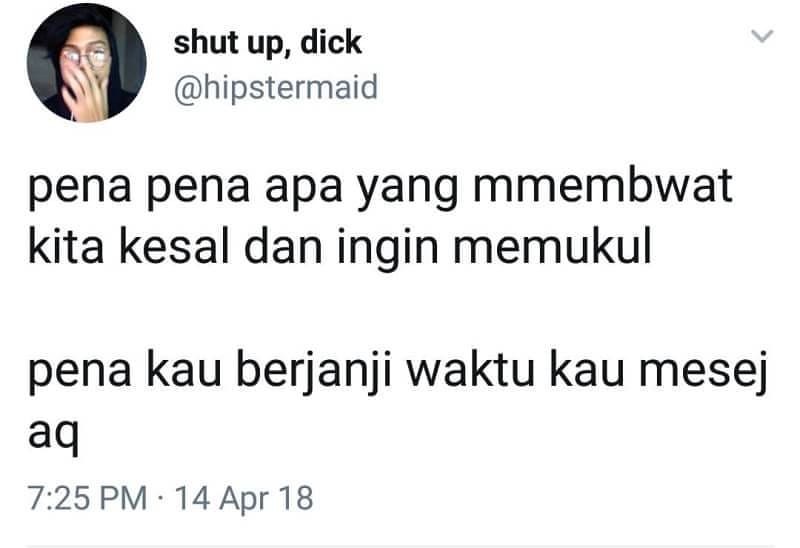 shut up, dick
@hipstermaid
pena pena apa yang mmembwat
kita kesal dan ingin memukul
pena kau berjanji waktu kau mesej
aq
7:25 PM · 14 Apr 18